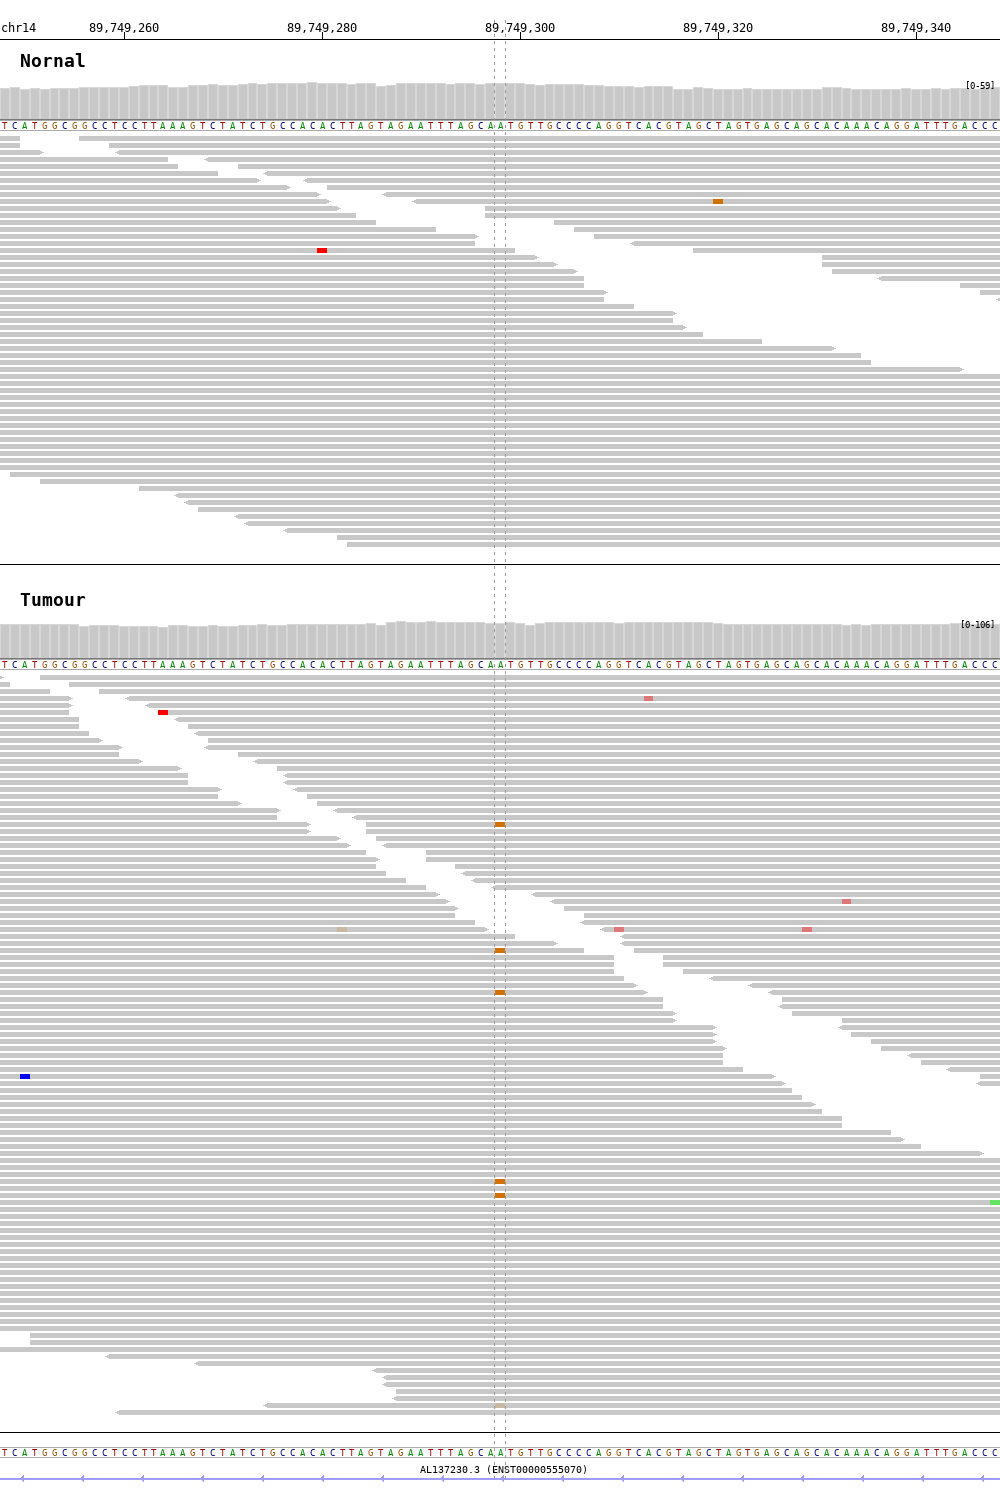 chr14 89,749,260 89,749,280 89,749,300 89,749,320 89,749,340
Nornal
[0-59]
TCATGGCGGCCTCCTTAAAGTCTATCTGCCACACTTAGTAGAATTTAGCAATGTTGCCCCAGGTCACGTAGCTAGTGAGCAGCACAAACAGGATTTGACCC
Tumour
[0-106]
TCATGGCGGCCTCCTTAAAGTCTATCTGCCACACTTAGTAGAATTTAGCAATGTTGCCCCAGGTCACGTAGCTAGTGAGCAGCACAAACAGGATTTGACCC
TCATGGCGGCCTCCTTAAAGTCTATCTGCCACACTTAGTAGAATTTAGCAATGTTGCCCCAGGTCACGTAGCTAGTGAGCAGCACAAACAGGATTTGACCC
AL137230.3 (ENST00000555070)